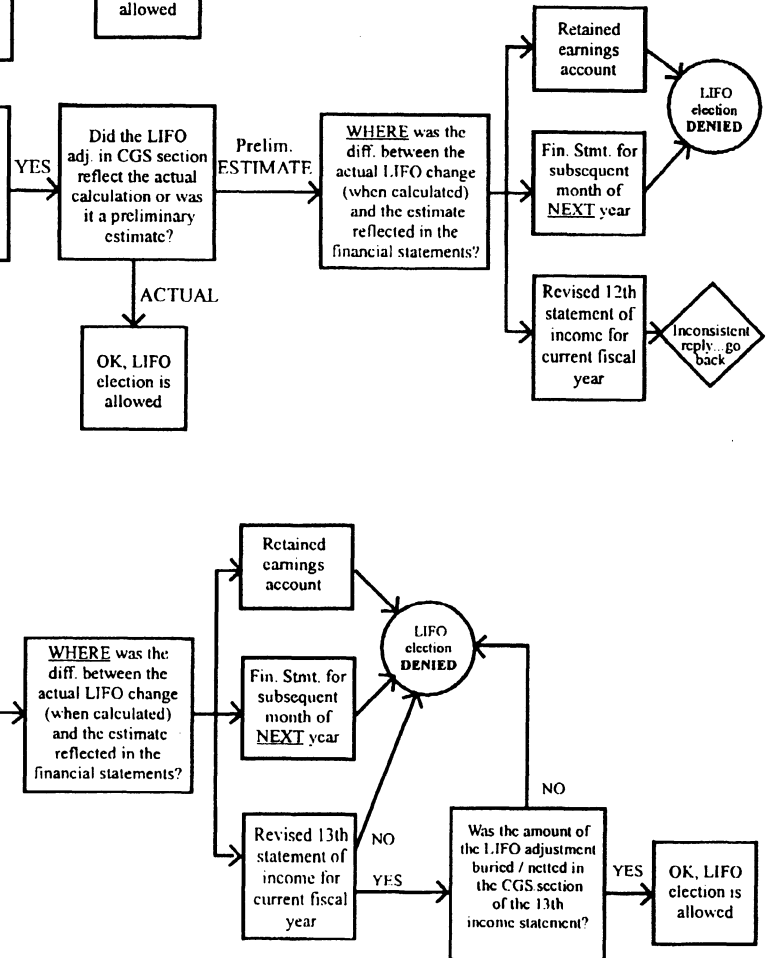 allowed
YES
Did the LIFO
adj. in CGS section
reflect the actual
calculation or was
it a preliminary
estimate?
Prelim.
ESTIMATE
WHERE was the
diff. between the
actual LIFO change
(when calculated)
and the estimate
reflected in the
financial statements?
Retained
earnings
account
LIFO
election
DENIED
Fin. Stmt. for
subsequent
month of
NEXT year
Revised 12th
statement of
income for
current fiscal
year
Inconsistent
reply...go
back
ACTUAL
OK, LIFO
election is
allowed
WHERE was the
diff. between the
actual LIFO change
(when calculated)
and the estimate
reflected in the
financial statements?
Retained
earnings
account
LIFO
election
DENIED
Fin. Stmt. for
subsequent
month of
NEXT year
Revised 13th
statement of
income for
current fiscal
year
NO
YES
NO
Was the amount of
the LIFO adjustment
buried / netted in
the CGS section
of the 13th
income statement?
YES
OK, LIFO
election is
allowed